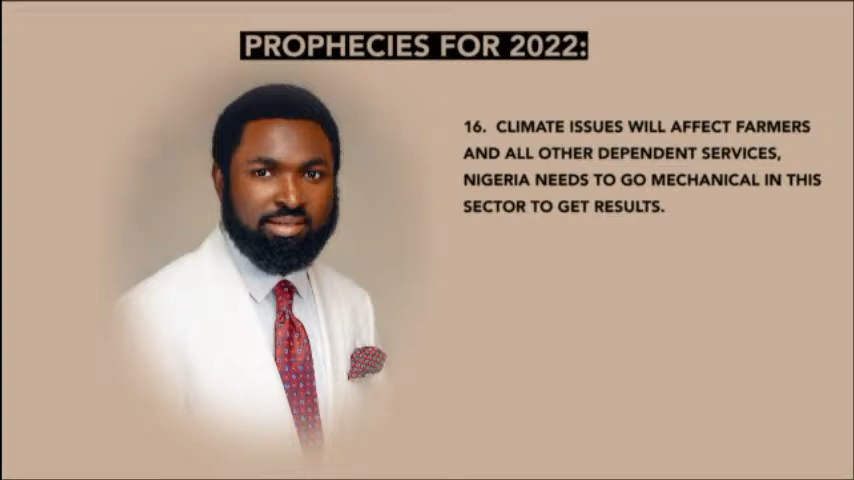 PROPHECIES FOR 2022:
16. CLIMATE ISSUES WILL AFFECT FARMERS
AND ALL OTHER DEPENDENT SERVICES,
NIGERIA NEEDS TO GO MECHANICAL IN THIS
SECTOR TO GET RESULTS.